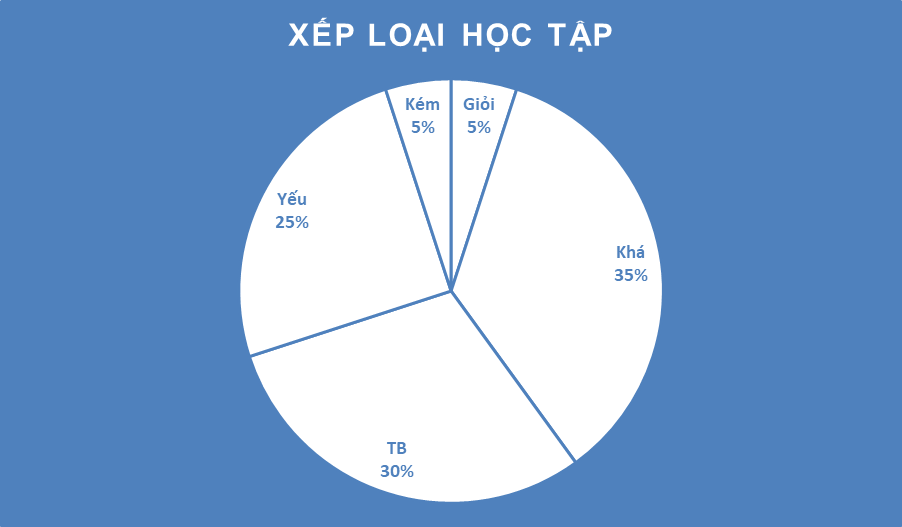 XẾP LOẠI HỌC TẬP
Kém
5%
Giỏi
5%
Yếu
25%
Khá
35%
TB
30%